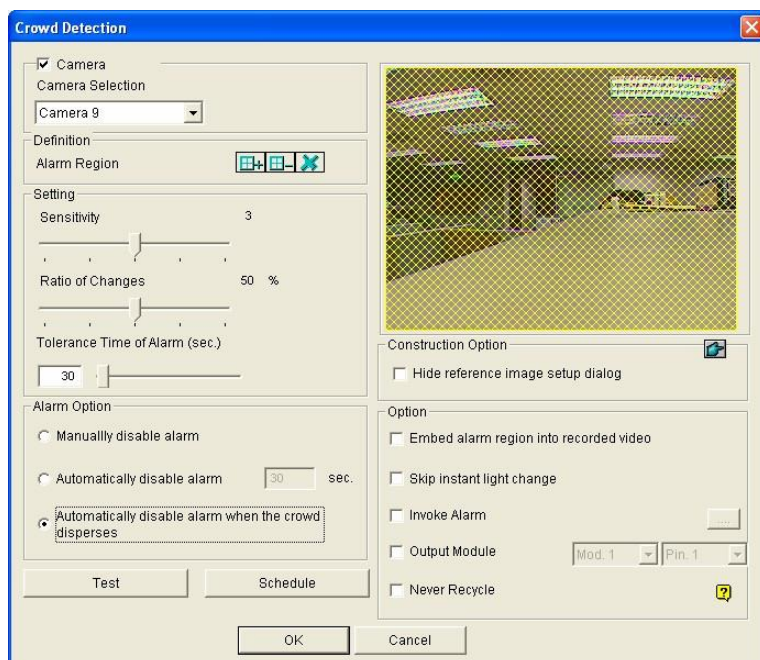 Crowd Detection
Camera
Camera Selection
Camera 9
Definition
Alarm Region
Setting
Sensitivity
3
Ratio of Changes
50 %
Tolerance Time of Alarm (sec.)
30
Alarm Option
Manuallly disable alarm
Automatically disable alarm
30
sec.
Automatically disable alarm when the crowd
disperses
Test
Schedule
Construction Option
Hide reference image setup dialog
Option
Embed alarm region into recorded video
Skip instant light change
Invoke Alarm
....
Output Module
Mod. 1
Pin. 1
Never Recycle
?
OK
Cancel